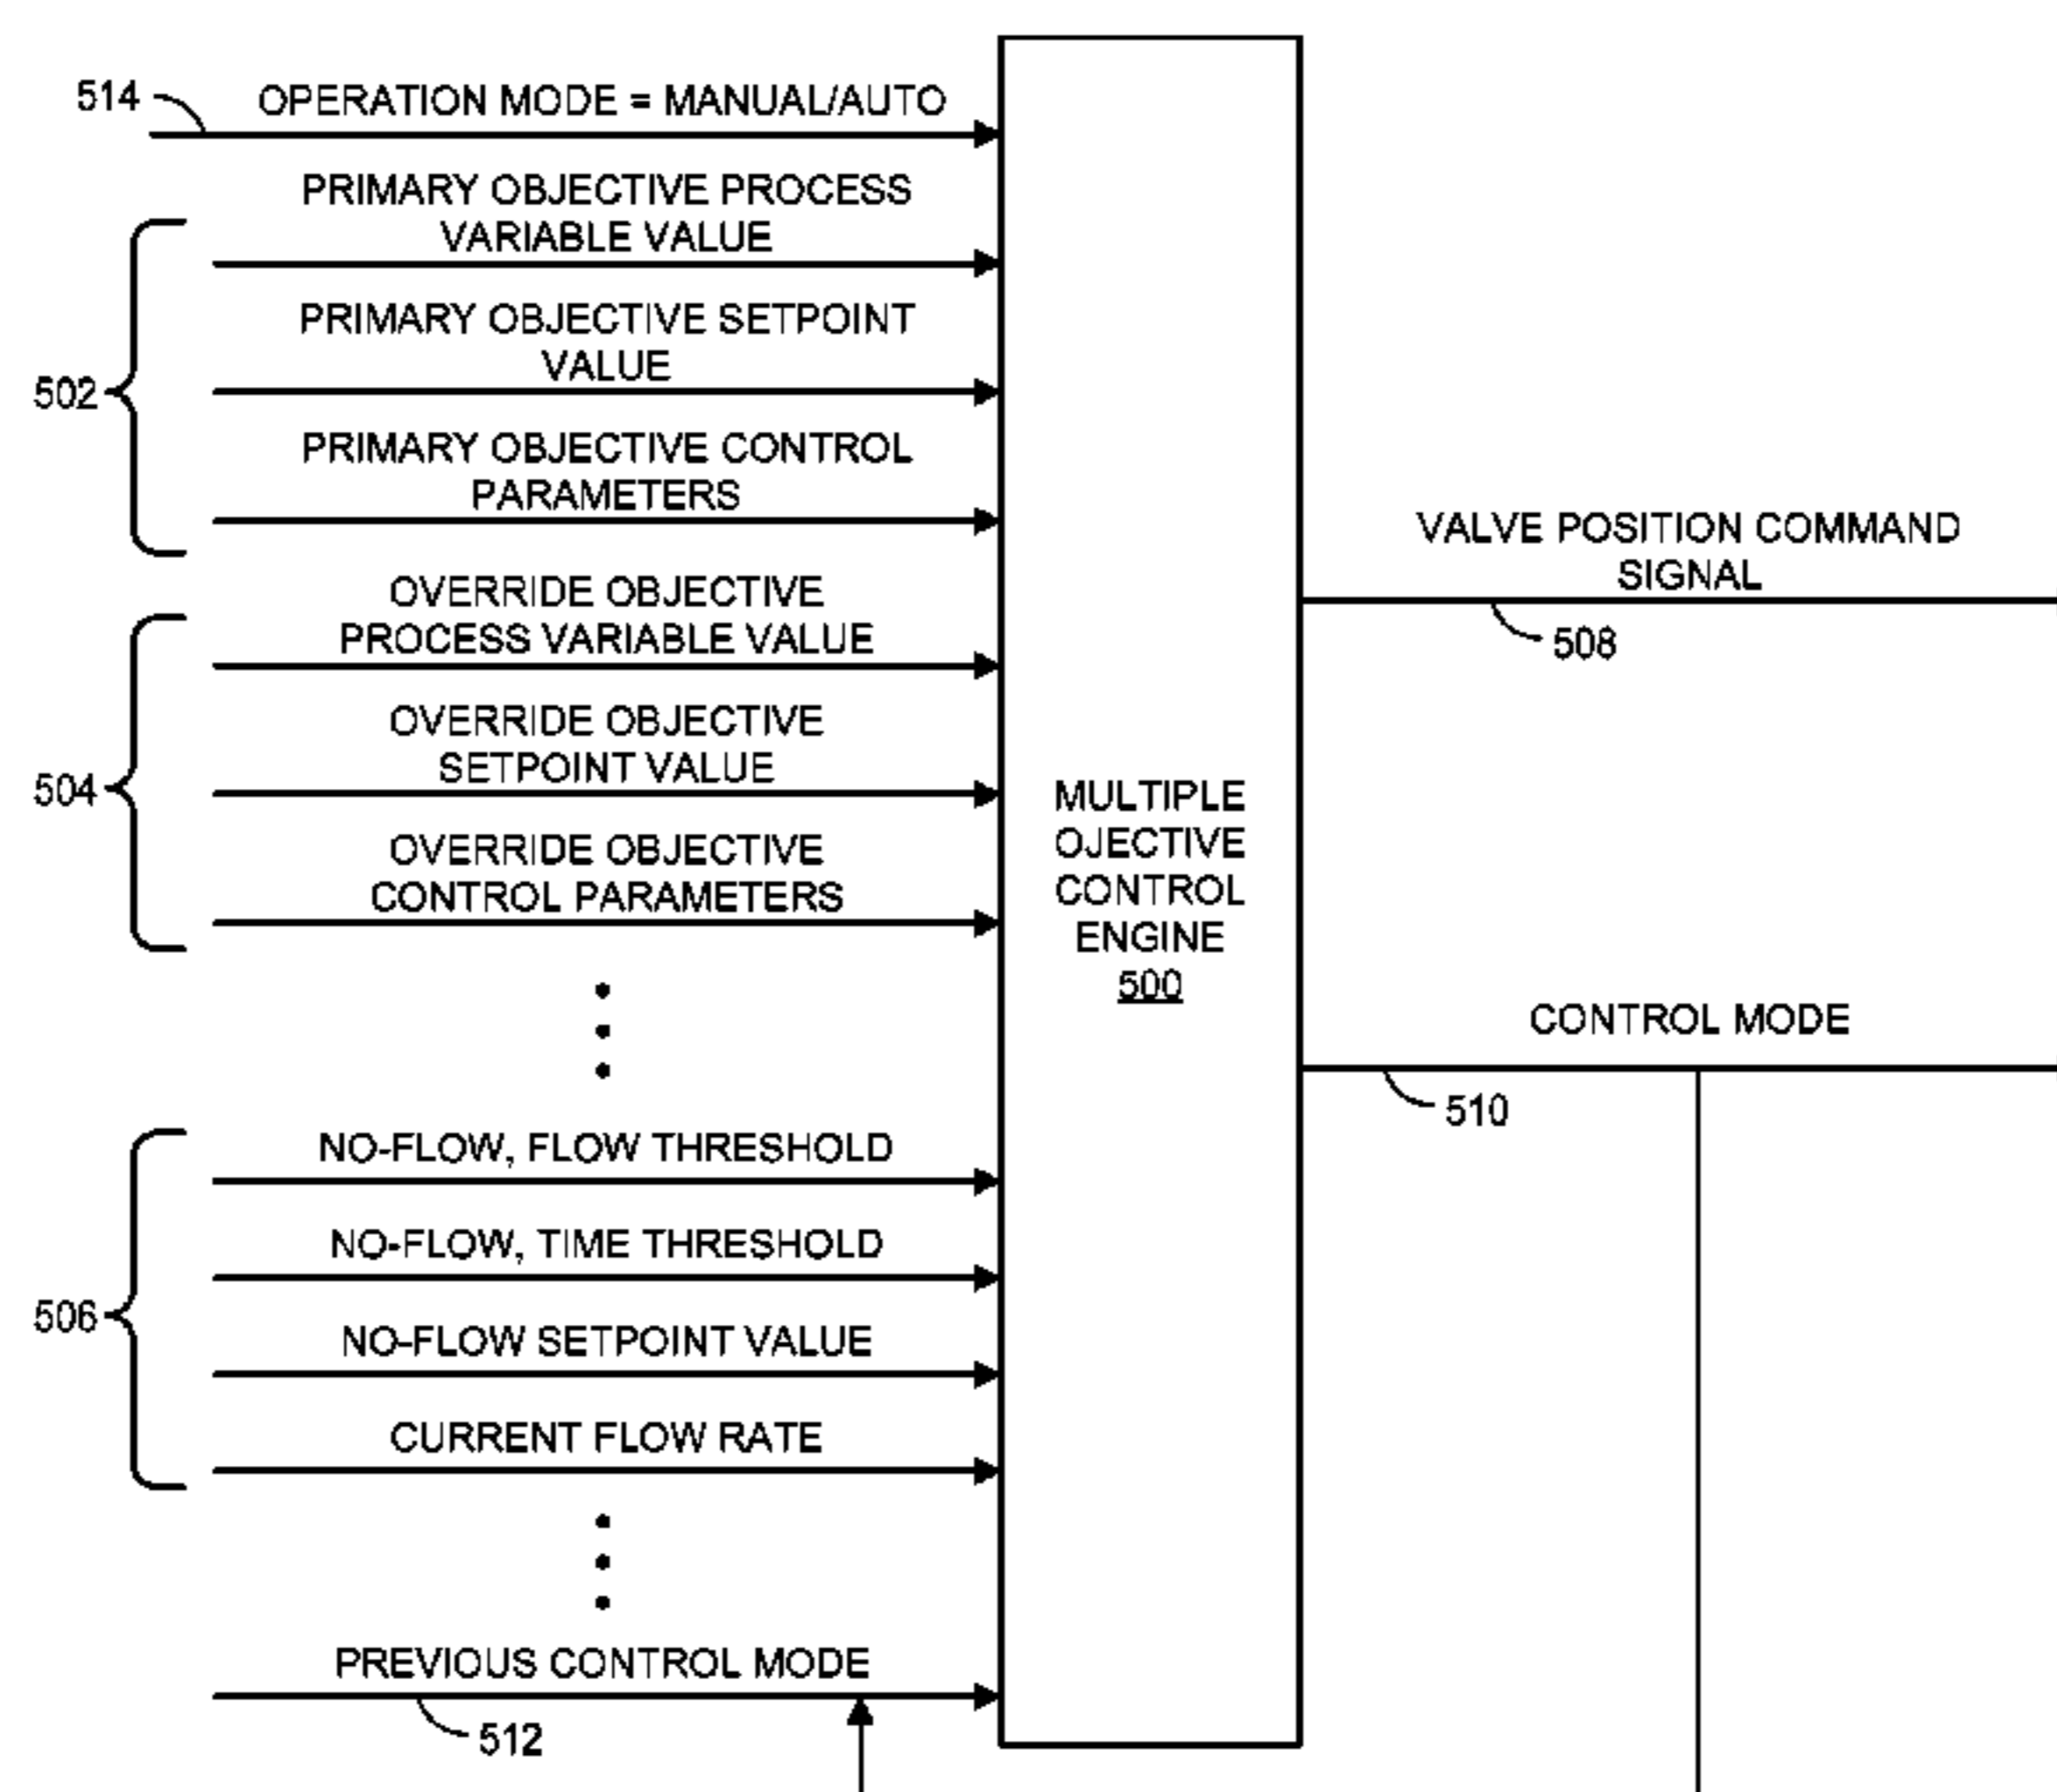 514
OPERATION MODE = MANUAL/AUTO
PRIMARY OBJECTIVE PROCESS
VARIABLE VALUE
PRIMARY OBJECTIVE SETPOINT
VALUE
502
PRIMARY OBJECTIVE CONTROL
PARAMETERS
OVERRIDE OBJECTIVE
PROCESS VARIABLE VALUE
OVERRIDE OBJECTIVE
SETPOINT VALUE
504
OVERRIDE OBJECTIVE
CONTROL PARAMETERS
NO-FLOW, FLOW THRESHOLD
NO-FLOW, TIME THRESHOLD
506
NO-FLOW SETPOINT VALUE
CURRENT FLOW RATE
PREVIOUS CONTROL MODE
512
MULTIPLE
OJECTIVE
CONTROL
ENGINE
500
VALVE POSITION COMMAND
SIGNAL
508
CONTROL MODE
510